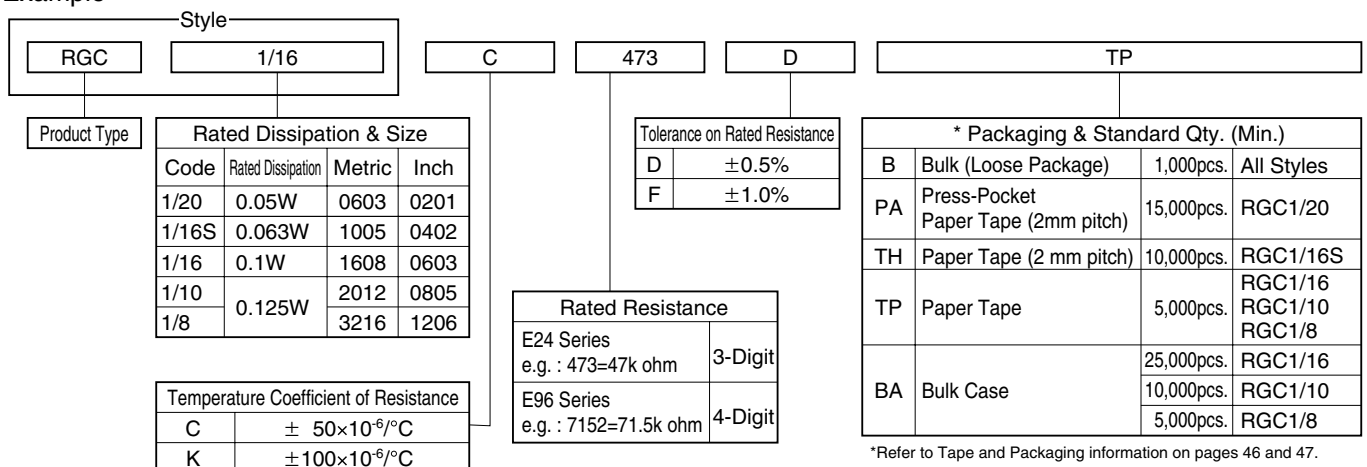 Example
Style
RGC 1/16 C 473 D TP
Product Type
Rated Dissipation & Size
Code Rated Dissipation Metric Inch
1/20 0.05W 0603 0201
1/16S 0.063W 1005 0402
1/16 0.1W 1608 0603
1/10 0.125W 2012 0805
1/8 3216 1206
Temperature Coefficient of Resistance
C ± 50×10-6/°C
K ±100×10-6/°C
Rated Resistance
E24 Series
e.g. : 473=47k ohm
3-Digit
E96 Series
e.g. : 7152=71.5k ohm
4-Digit
Tolerance on Rated Resistance
D ±0.5%
F ±1.0%
* Packaging & Standard Qty. (Min.)
B Bulk (Loose Package) 1,000pcs. All Styles
PA Press-Pocket
Paper Tape (2mm pitch) 15,000pcs. RGC1/20
TH Paper Tape (2 mm pitch) 10,000pcs. RGC1/16S
TP Paper Tape 5,000pcs. RGC1/16
RGC1/10
RGC1/8
BA Bulk Case 25,000pcs. RGC1/16
10,000pcs. RGC1/10
5,000pcs. RGC1/8
*Refer to Tape and Packaging information on pages 46 and 47.